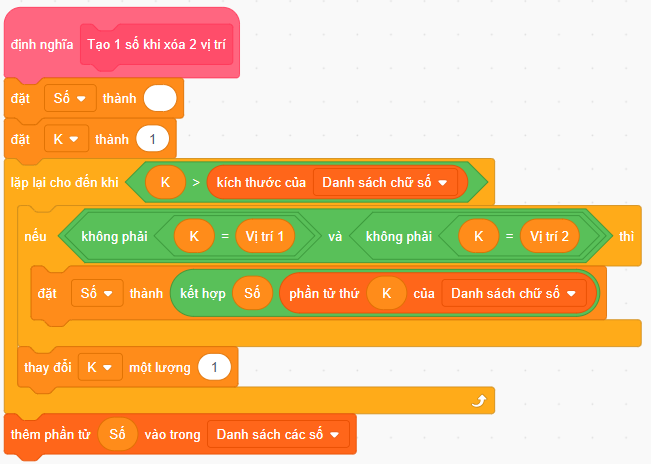 định nghĩa Tạo 1 số khi xóa 2 vị trí
đặt Số thành
đặt K thành 1
lặp lại cho đến khi K > kích thước của Danh sách chữ số
nếu không phải K = Vị trí 1 và không phải K = Vị trí 2 thì
đặt Số thành kết hợp Số phần tử thứ K của Danh sách chữ số
thay đổi K một lượng 1
thêm phần tử Số vào trong Danh sách các số